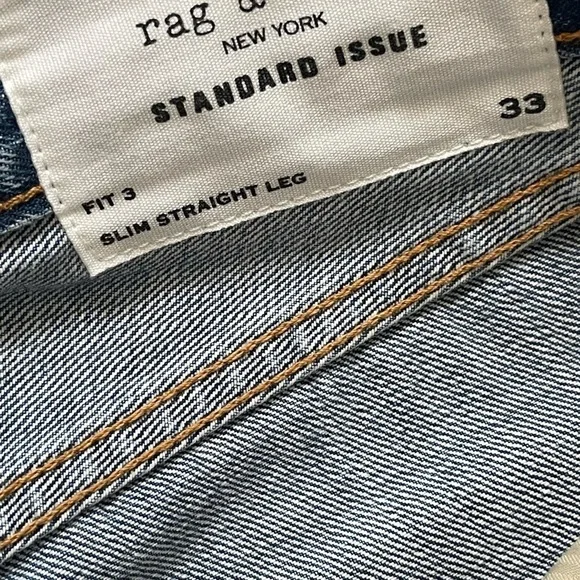 rag &
NEW YORK
STANDARD ISSUE
33
FIT 3
SLIM STRAIGHT LEG